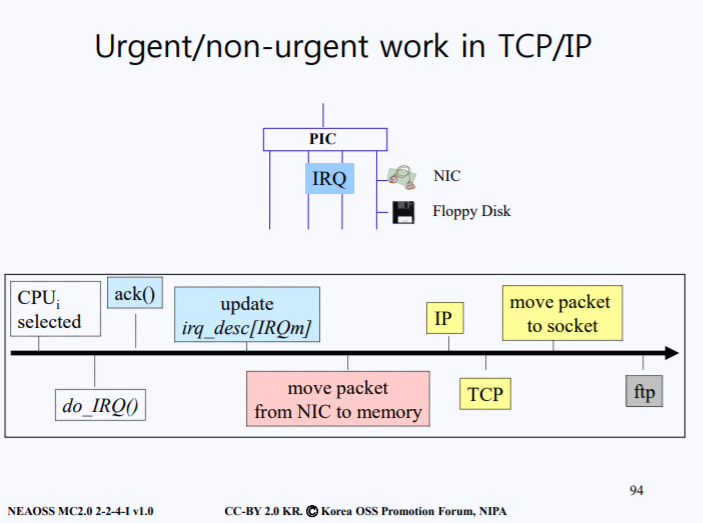 Urgent/non-urgent work in TCP/IP
PIC
IRQ
NIC
Floppy Disk
CPUi
selected
ack()
update
irq_desc[IRQm]
IP
move packet
to socket
do_IRQ()
move packet
from NIC to memory
TCP
ftp
94
NEAOSS MC2.0 2-2-4-I v1.0
CC-BY 2.0 KR. © Korea OSS Promotion Forum, NIPA